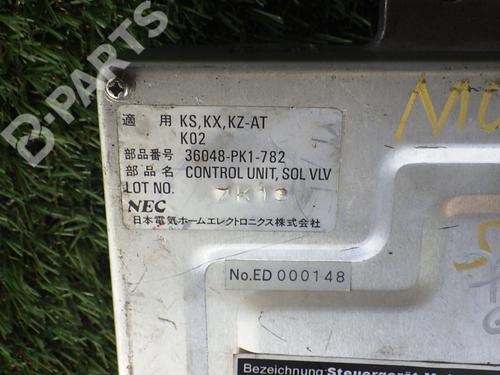 B-PARTS
適 用 KS,KX,KZ-AT
K02
部品番号 36048-PK1-782
部 品 名 CONTROL UNIT, SOL VLV
LOT NO. 7K13
NEC
日本電気ホームエレクトロニクス株式会社
No.ED 000148
Bezeichnung: